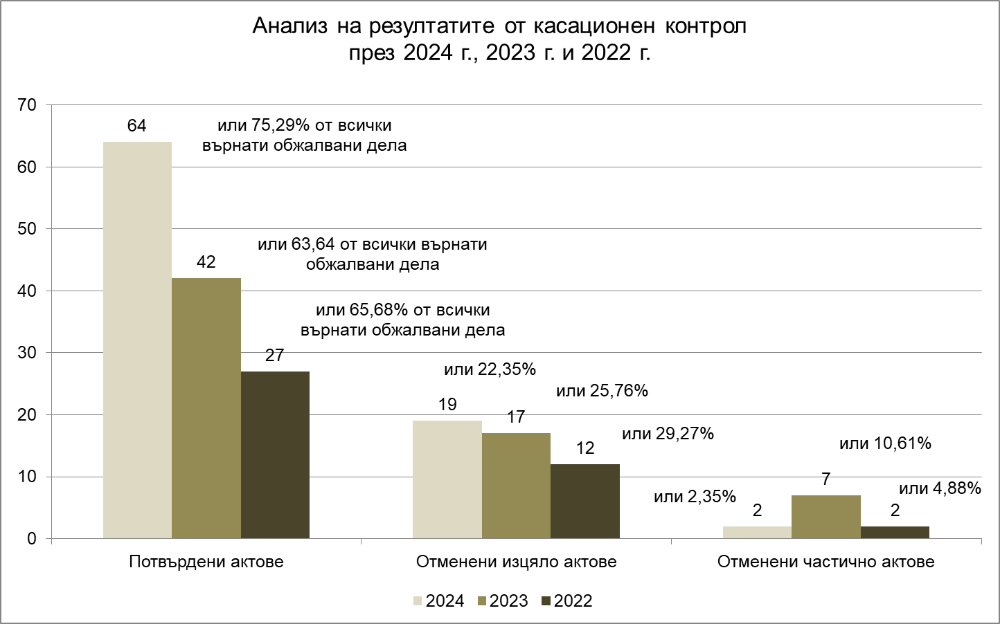 Анализ на резултатите от касационен контрол
през 2024 г., 2023 г. и 2022 г.
70
60
50
40
30
20
10
0
64
или 75,29% от всички
върнати обжалвани дела
42
или 63,64 от всички върнати
обжалвани дела
27
или 65,68% от всички
върнати обжалвани дела
19
или 22,35%
17
или 25,76%
12
или 29,27%
2
или 2,35%
7
или 10,61%
2
или 4,88%
Потвърдени актове
Отменени изцяло актове
Отменени частично актове
2024
2023
2022